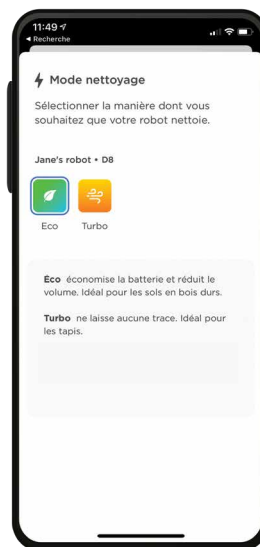 11:49
Recherche
Mode nettoyage
Sélectionner la manière dont vous
souhaitez que votre robot nettoie.
Jane's robot • D8
Eco Turbo
Éco économise la batterie et réduit le
volume. Idéal pour les sols en bois durs.
Turbo ne laisse aucune trace. Idéal pour
les tapis.